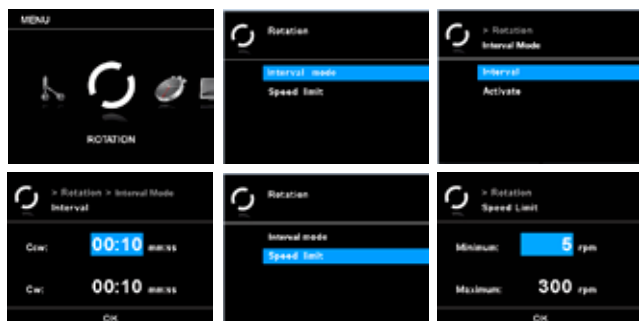 MENU
ROTATION
Rotation
Interval mode
Speed limit
> Rotation
Interval Mode
Interval
Activate
> Rotation > Interval Mode
Interval
Ccw: 00:10 mm:ss
Cw: 00:10 mm:ss
OK
Rotation
Interval mode
Speed limit
> Rotation
Speed Limit
Minimum: 5 rpm
Maximum: 300 rpm
OK